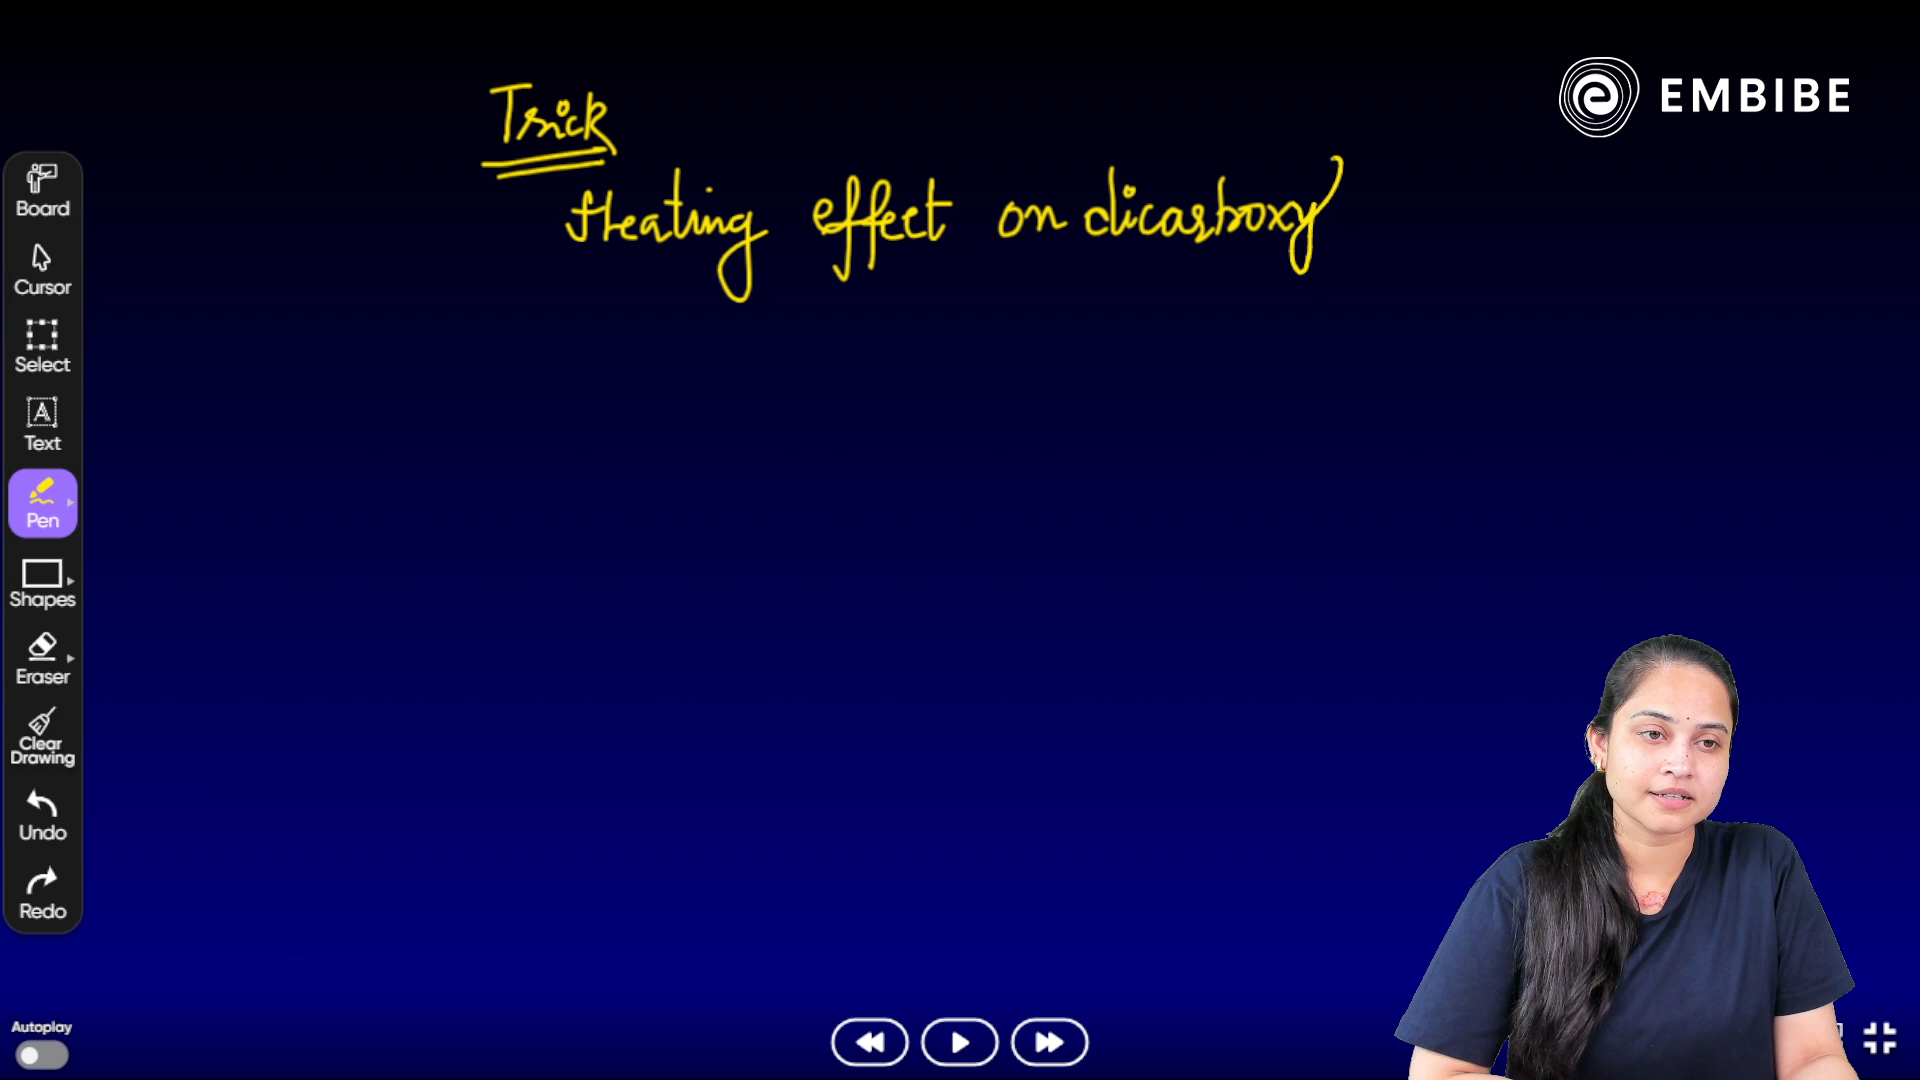 EMBIBE
Trick
Heating effect on dicarboxy
Board
Cursor
Select
Text
Pen
Shapes
Eraser
Clear
Drawing
Undo
Redo
Autoplay